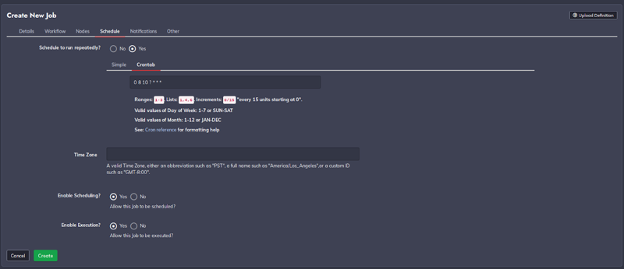 Create New Job
Upload Definition
Details Workflow Nodes Schedule Notifications Other
Schedule to run repeatedly? No Yes
Simple Crontab
0 8 10 ? * * *
Ranges: 1-3 Lists: 1,4,6 Increments: 0/15 "every 15 units starting at 0".
Valid values of Day of Week: 1-7 or SUN-SAT
Valid values of Month: 1-12 or JAN-DEC
See: Cron reference for formatting help
Time Zone
A valid Time Zone, either an abbreviation such as "PST", a full name such as "America/Los_Angeles",or a custom ID
such as "GMT-8:00".
Enable Scheduling? Yes No
Allow this Job to be scheduled?
Enable Execution? Yes No
Allow this Job to be executed?
Cancel Create